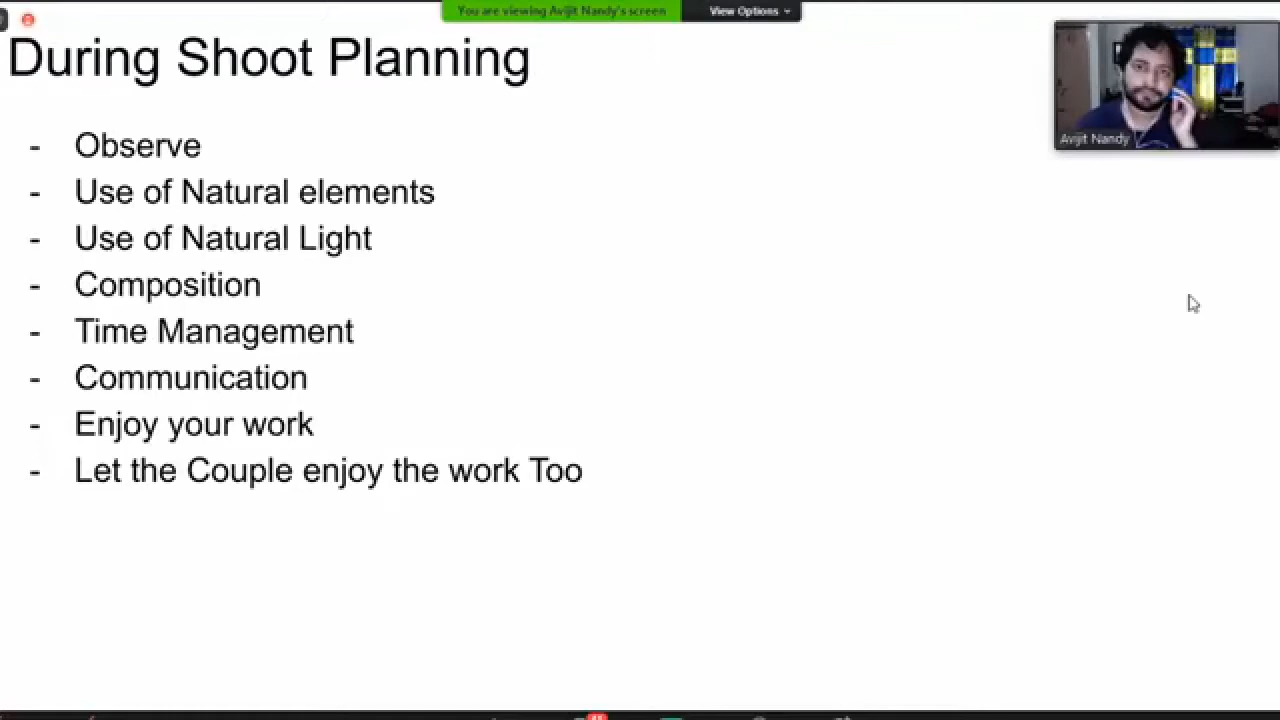 You are viewing Avijit Nandy's screen
View Options
During Shoot Planning
Avijit Nandy
- Observe
- Use of Natural elements
- Use of Natural Light
- Composition
- Time Management
- Communication
- Enjoy your work
- Let the Couple enjoy the work Too